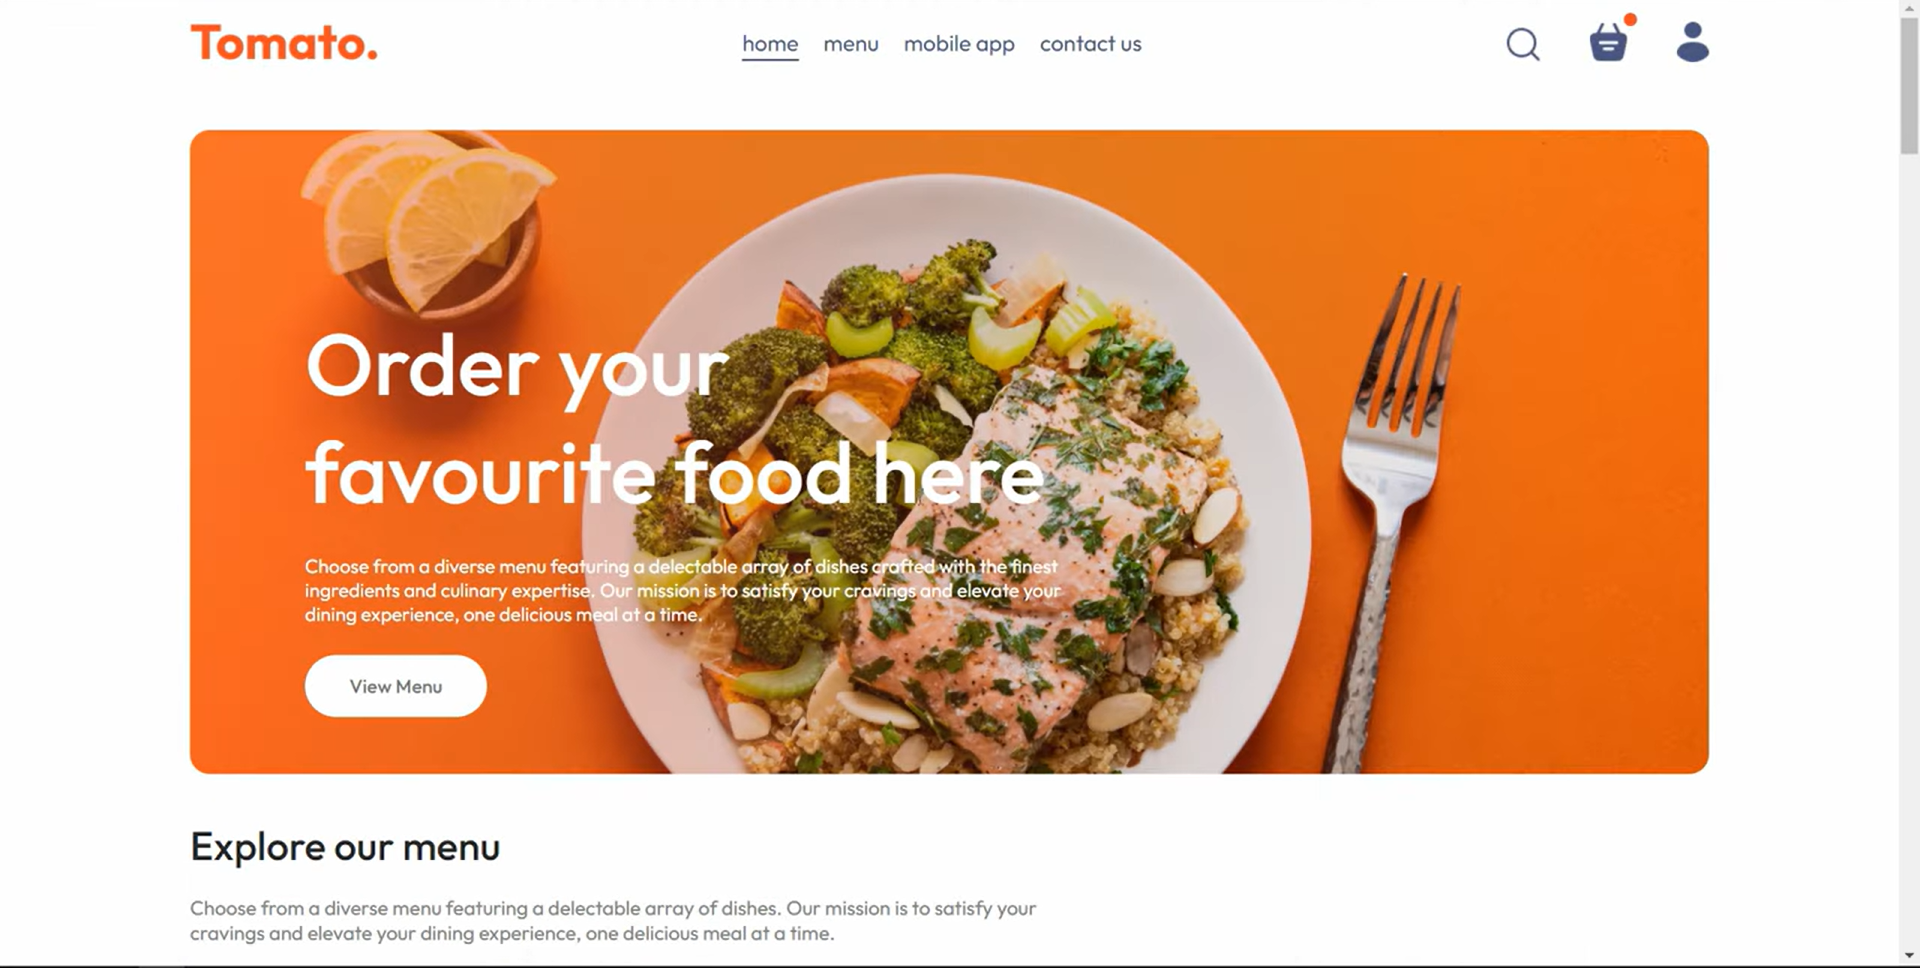 Tomato.
home menu mobile app contact us
Order your
favourite food here
Choose from a diverse menu featuring a delectable array of dishes crafted with the finest
ingredients and culinary expertise. Our mission is to satisfy your cravings and elevate your
dining experience, one delicious meal at a time.
View Menu
Explore our menu
Choose from a diverse menu featuring a delectable array of dishes. Our mission is to satisfy your
cravings and elevate your dining experience, one delicious meal at a time.